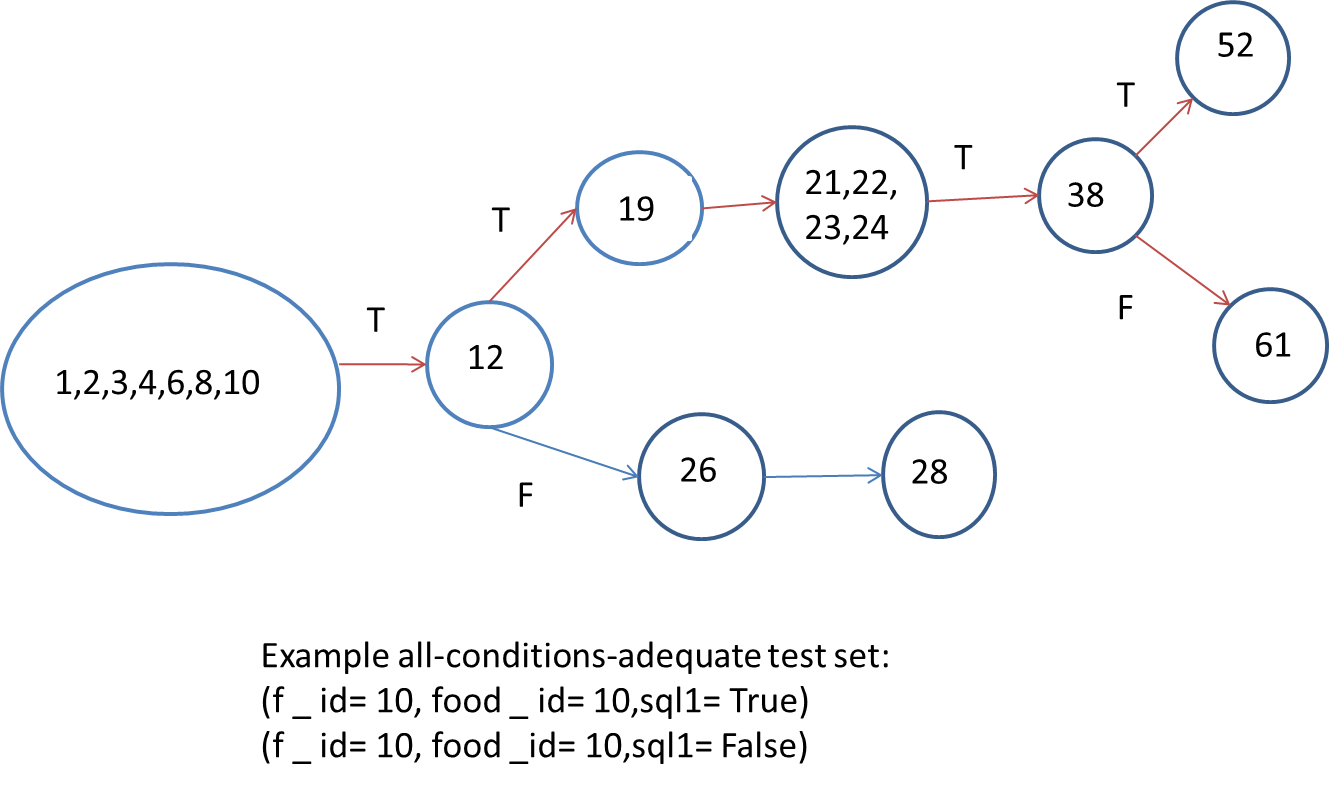 52
T
T
21,22,
23,24
38
19
T
F
61
T
12
1,2,3,4,6,8,10
26
28
F
Example all-conditions-adequate test set:
(f _ id= 10, food _ id= 10,sql1= True)
(f _ id= 10, food _id= 10,sql1= False)